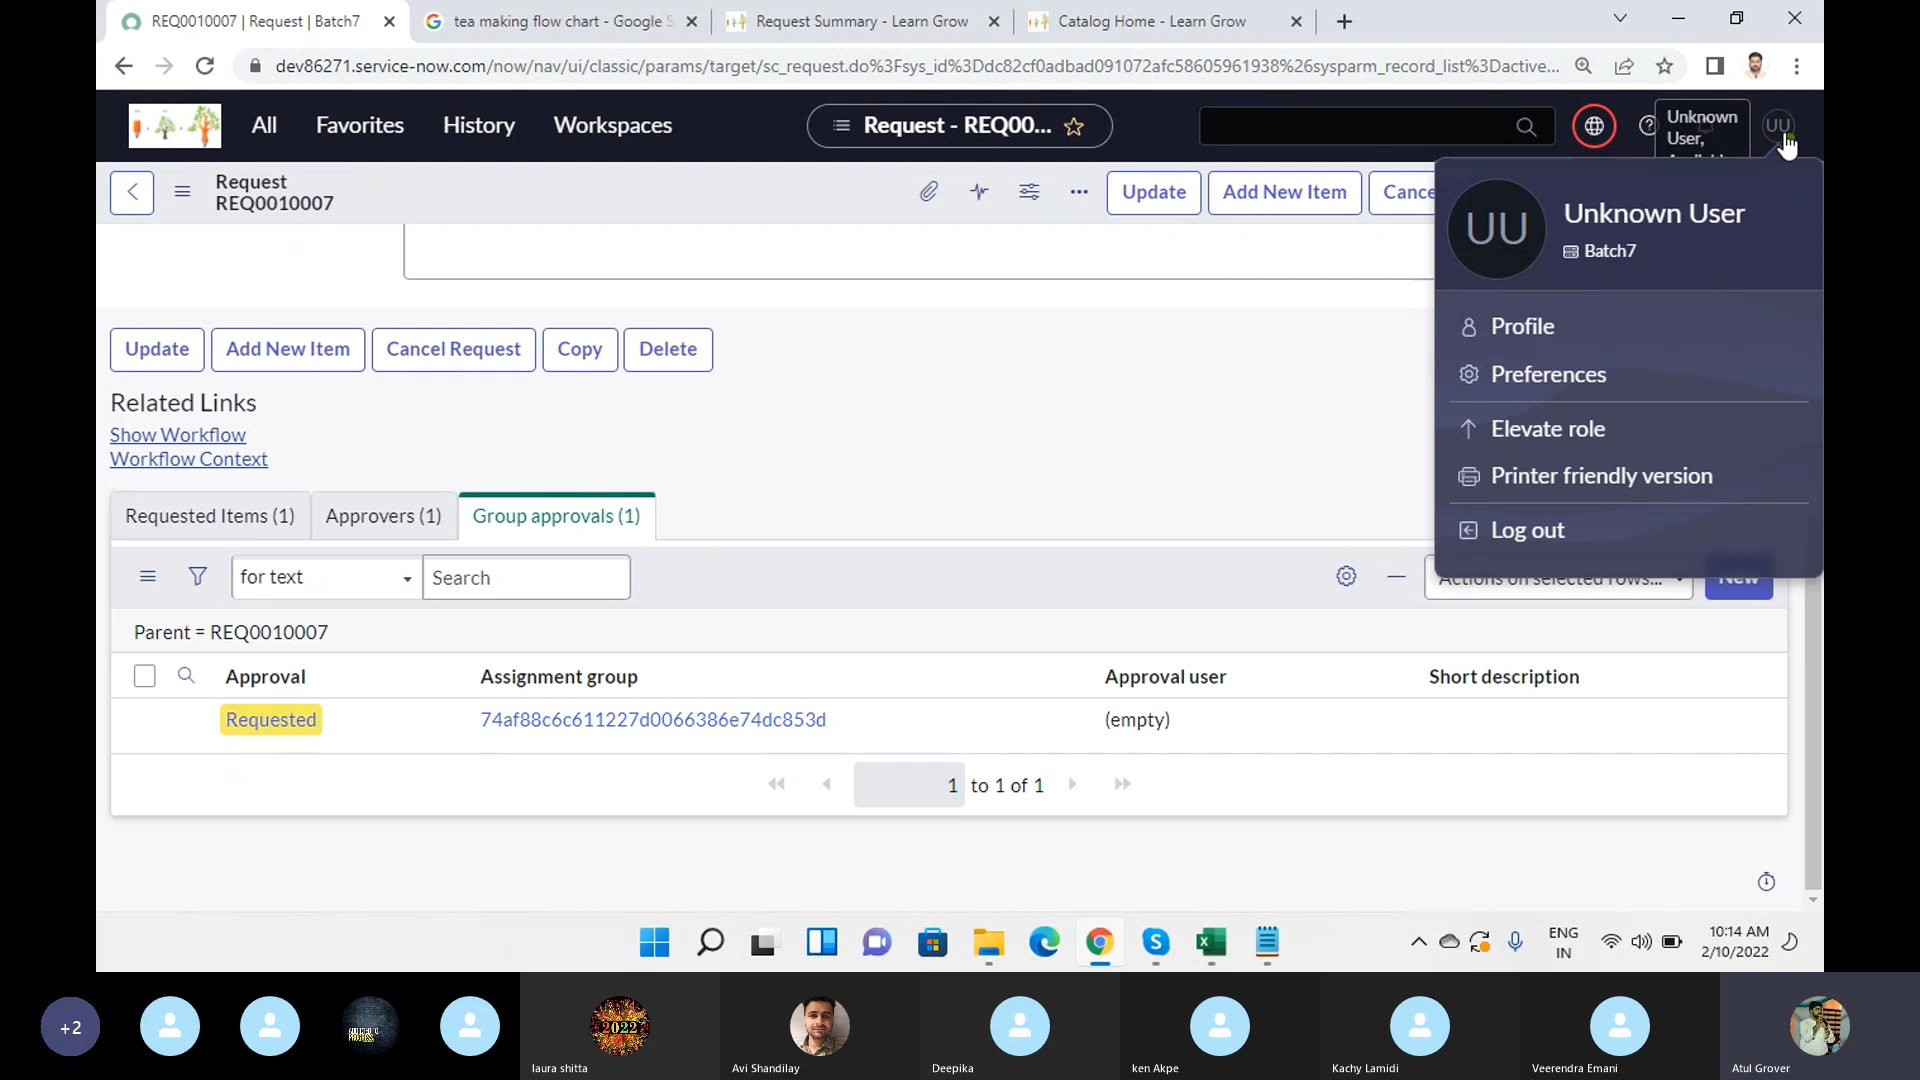 REQ0010007 | Request | Batch7
tea making flow chart - Google S
Request Summary - Learn Grow
Catalog Home - Learn Grow
dev86271.service-now.com/now/nav/ui/classic/params/target/sc_request.do%3Fsys_id%3Ddc82cf0adbad091072afc58605961938%26sysparm_record_list%3Dactive...
All
Favorites
History
Workspaces
Request - REQ00...
Unknown
User,
UU
Request
REQ0010007
Update
Add New Item
Cance
UU
Unknown User
Batch7
Profile
Preferences
Elevate role
Printer friendly version
Log out
Update
Add New Item
Cancel Request
Copy
Delete
Related Links
Show Workflow
Workflow Context
Requested Items (1)
Approvers (1)
Group approvals (1)
for text
Search
Actions on selected rows...
New
Parent = REQ0010007
Approval
Assignment group
Approval user
Short description
Requested
74af88c6c611227d0066386e74dc853d
(empty)
1 to 1 of 1
ENG
IN
10:14 AM
2/10/2022
+2
2022
laura shitta
Avi Shandilay
Deepika
ken Akpe
Kachy Lamidi
Veerendra Emani
Atul Grover